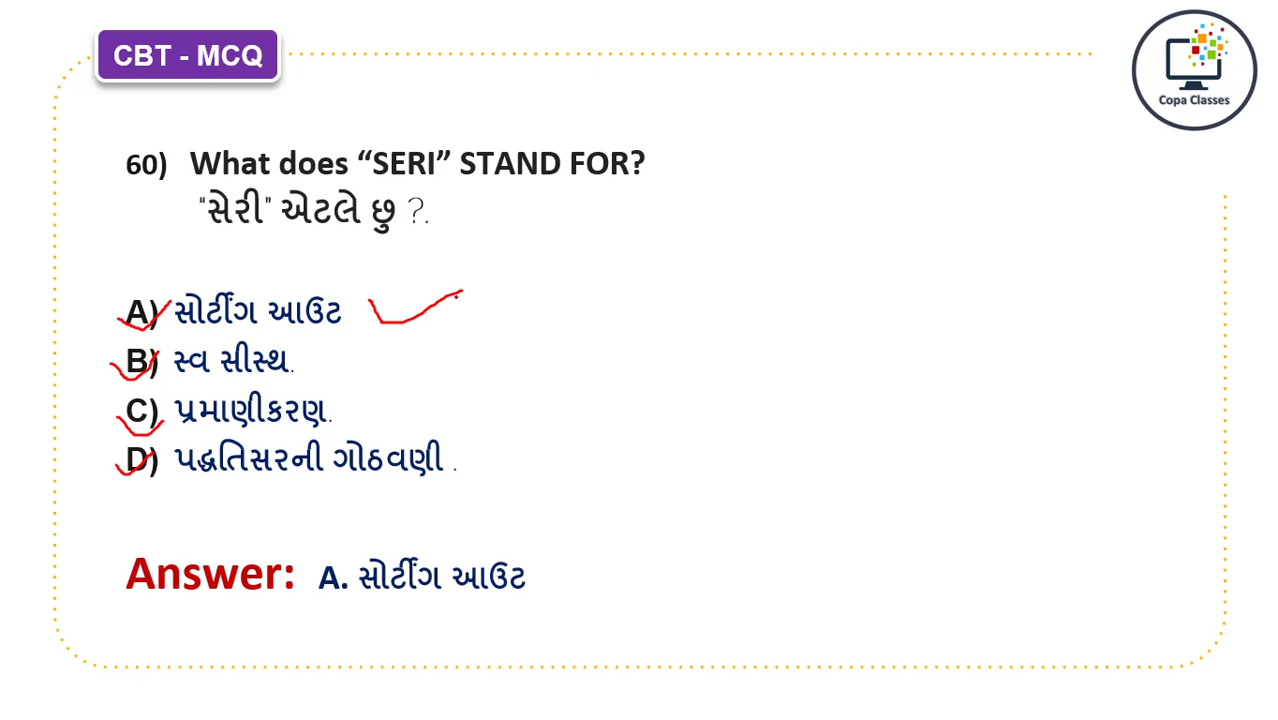 CBT - MCQ
Copa Classes
60) What does “SERI” STAND FOR?
“સેરી” એટલે છુ ?.
A) સોર્ટીંગ આઉટ
B) સ્વ સીસ્થ.
C) પ્રમાણીકરણ.
D) પદ્ધતિસરની ગોઠવણી .
Answer: A. સોર્ટીંગ આઉટ